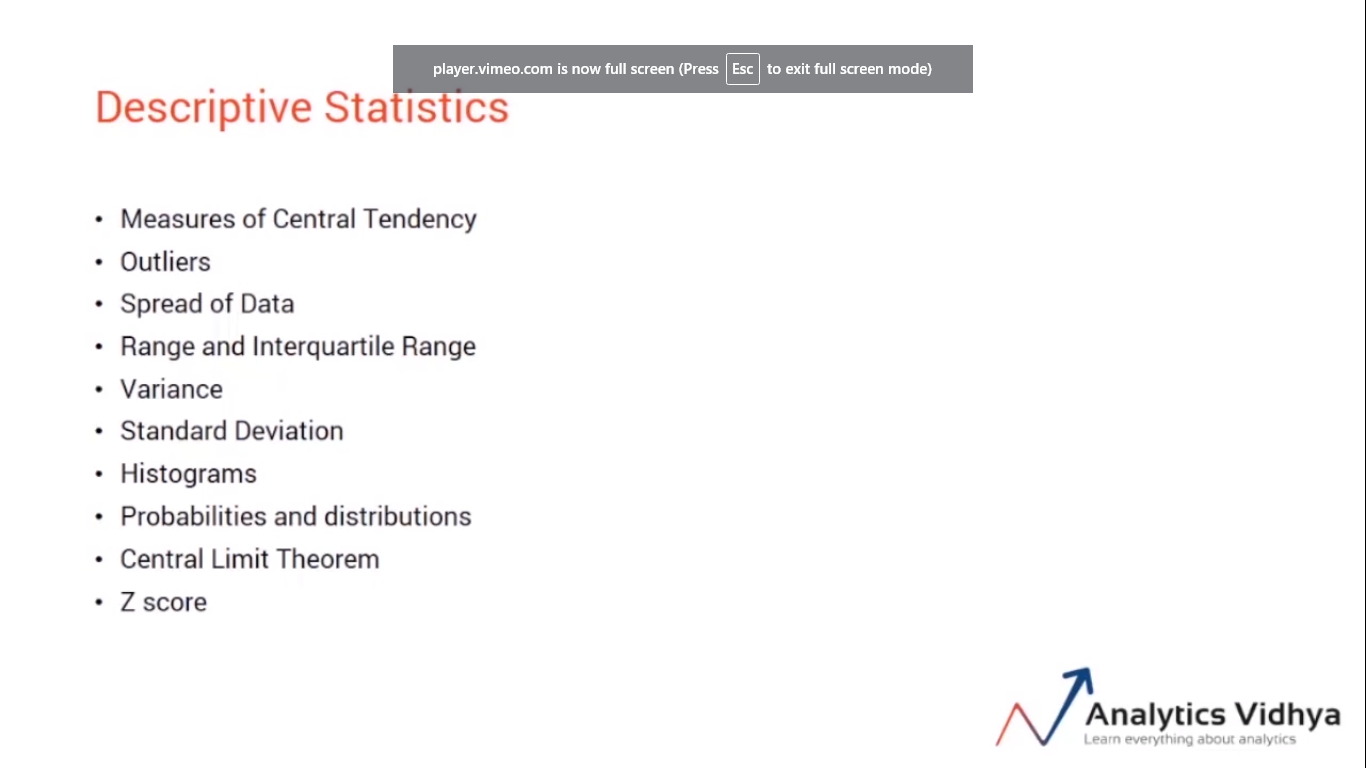 player.vimeo.com is now full screen (Press Esc to exit full screen mode)
Descriptive Statistics
• Measures of Central Tendency
• Outliers
• Spread of Data
• Range and Interquartile Range
• Variance
• Standard Deviation
• Histograms
• Probabilities and distributions
• Central Limit Theorem
• Z score
Analytics Vidhya
Learn everything about analytics